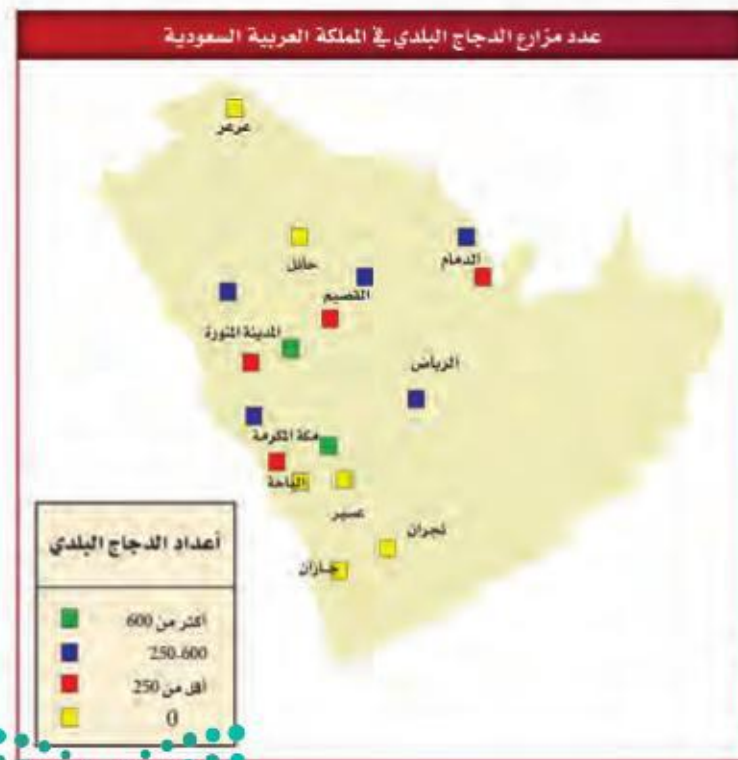 عدد مزارع الدجاج البلدي في المملكة العربية السعودية
عرعر
حائل
الدمام
القصيم
المدينة المنورة
الرياض
مكة المكرمة
الباحة
عسير
نجران
جازان
أعداد الدجاج البلدي
أكثر من 600
250-600
أقل من 250
0